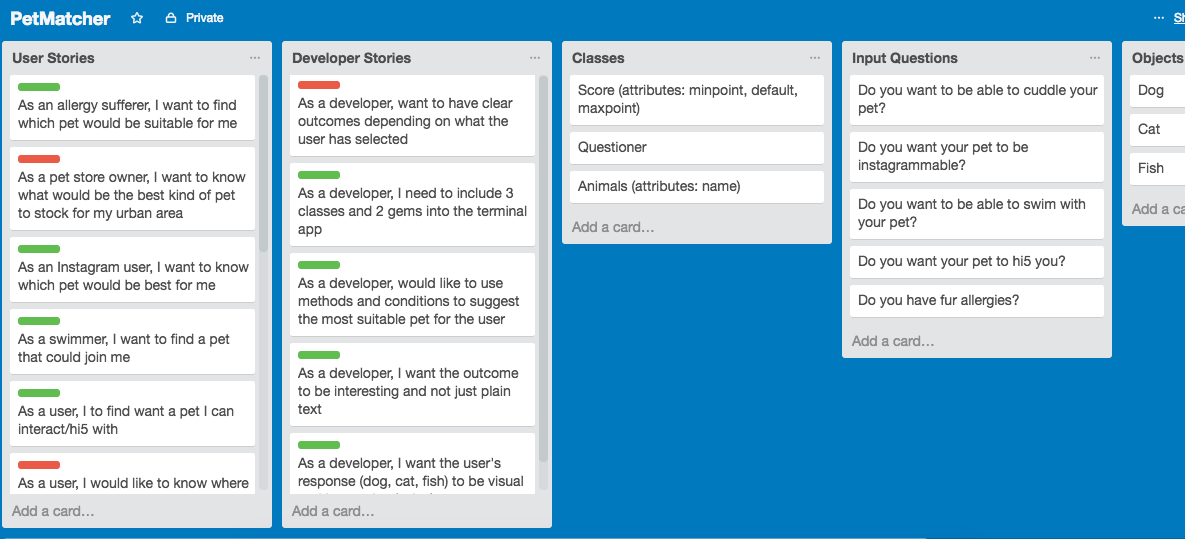 PetMatcher
Private
User Stories
As an allergy sufferer, I want to find
which pet would be suitable for me
As a pet store owner, I want to know
what would be the best kind of pet
to stock for my urban area
As an Instagram user, I want to know
which pet would be best for me
As a swimmer, I want to find a pet
that could join me
As a user, I to find want a pet I can
interact/hi5 with
As a user, I would like to know where
Add a card…
Developer Stories
As a developer, want to have clear
outcomes depending on what the
user has selected
As a developer, I need to include 3
classes and 2 gems into the terminal
app
As a developer, would like to use
methods and conditions to suggest
the most suitable pet for the user
As a developer, I want the outcome
to be interesting and not just plain
text
As a developer, I want the user's
response (dog, cat, fish) to be visual
Add a card…
Classes
Score (attributes: minpoint, default,
maxpoint)
Questioner
Animals (attributes: name)
Add a card…
Input Questions
Do you want to be able to cuddle your
pet?
Do you want your pet to be
instagrammable?
Do you want to be able to swim with
your pet?
Do you want your pet to hi5 you?
Do you have fur allergies?
Add a card…
Objects
Dog
Cat
Fish
Add a